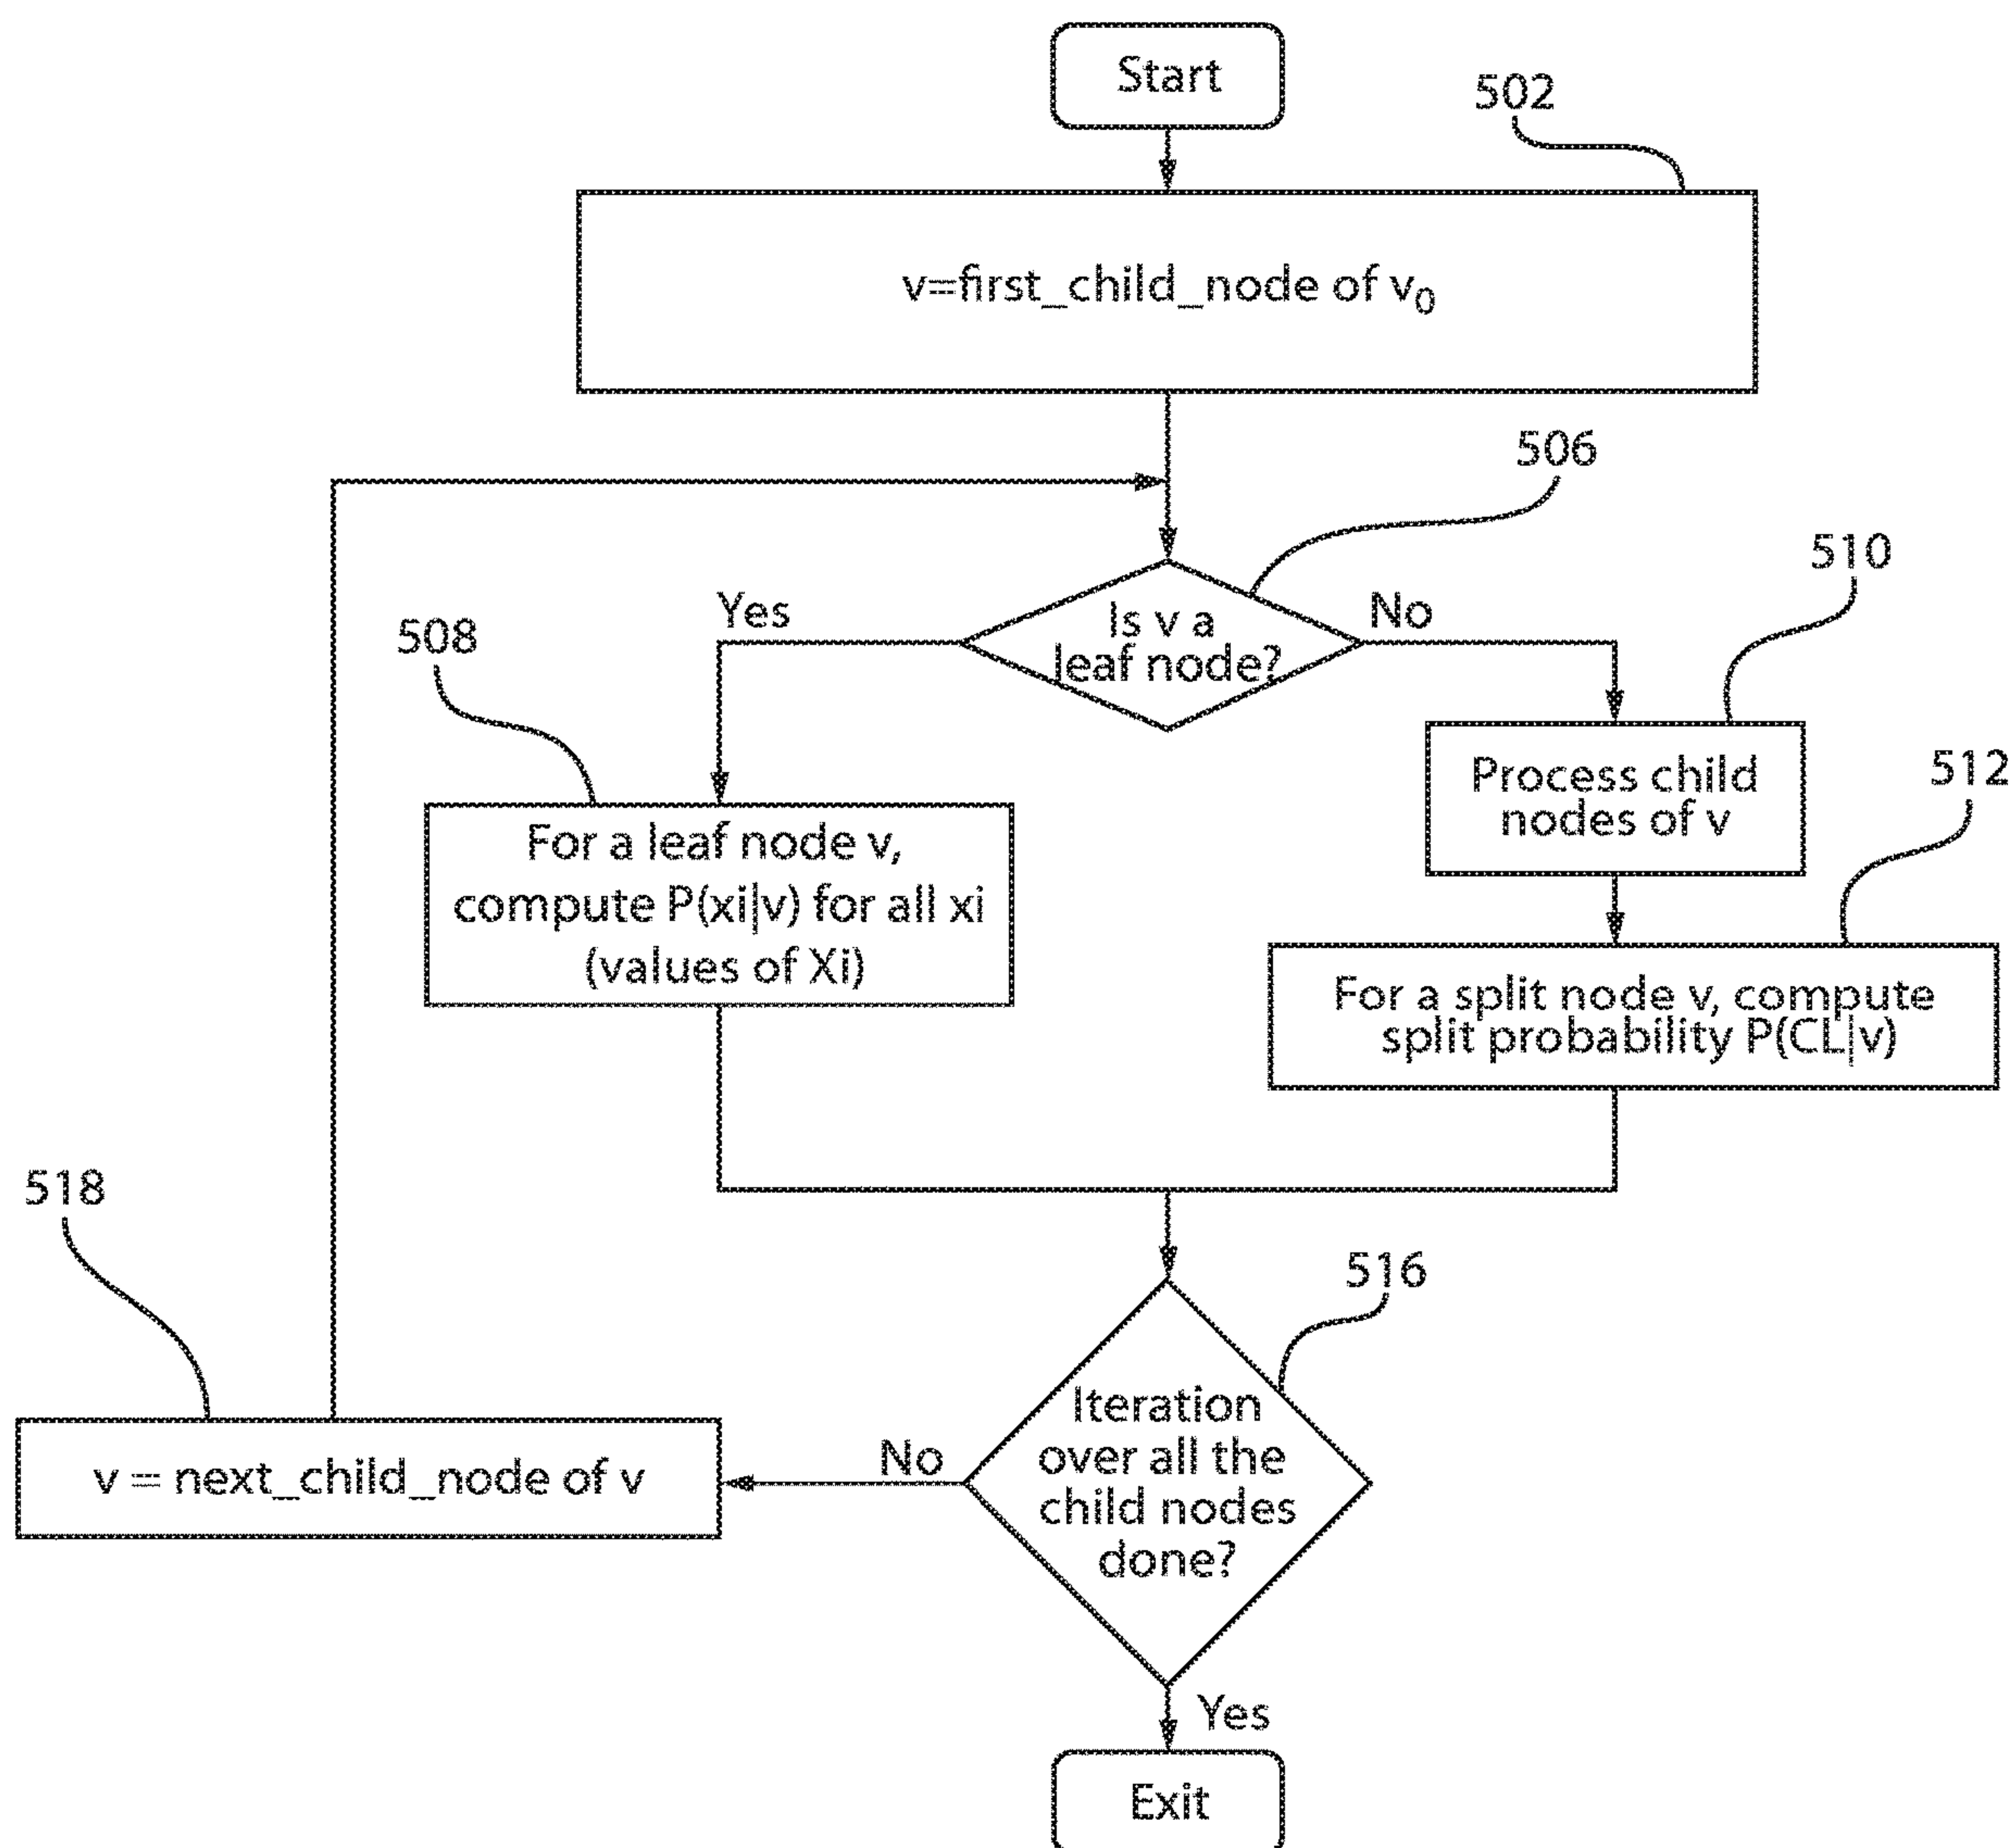 Start
502
v=first_child_node of v₀
506
Is v a
leaf node?
Yes
No
508
510
For a leaf node v,
compute P(xi|v) for all xi
(values of Xi)
Process child
nodes of v
512
For a split node v, compute
split probability P(CL|v)
518
516
v = next_child_node of v
No
Iteration
over all the
child nodes
done?
Yes
Exit